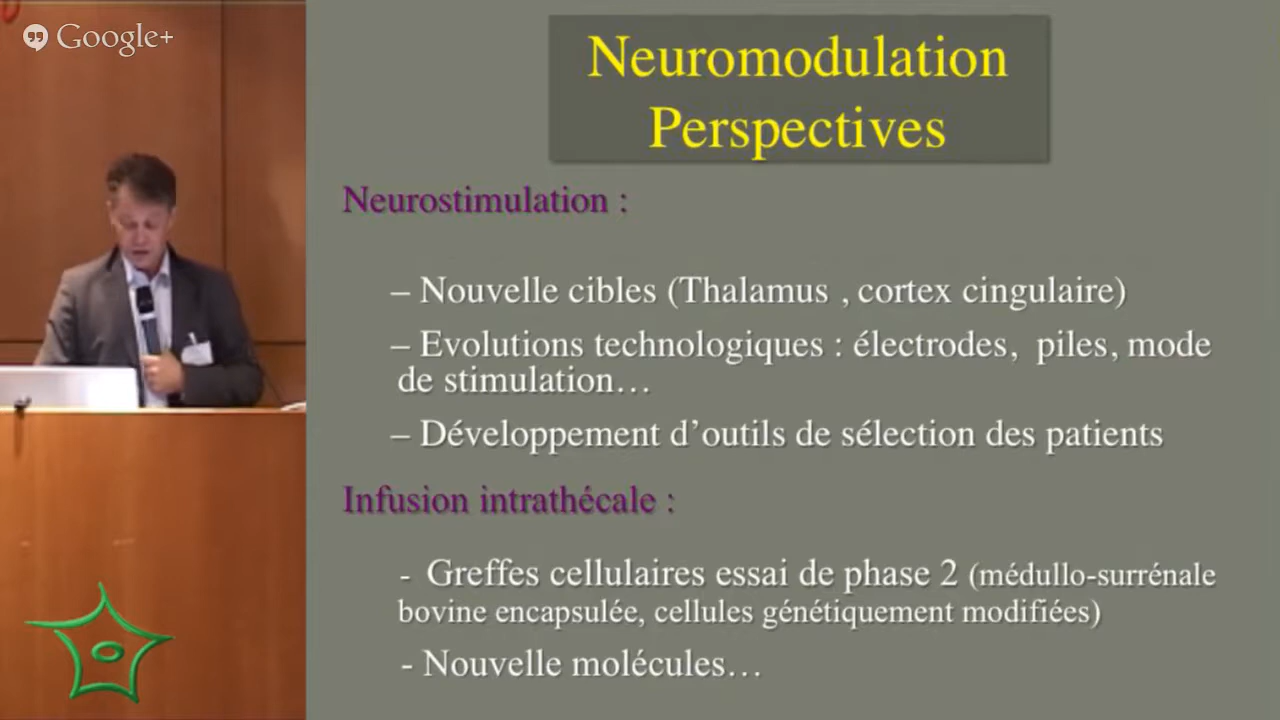 Google+
Neuromodulation
Perspectives
Neurostimulation :
– Nouvelle cibles (Thalamus , cortex cingulaire)
– Evolutions technologiques : électrodes, piles, mode
de stimulation…
– Développement d’outils de sélection des patients
Infusion intrathécale :
- Greffes cellulaires essai de phase 2 (médullo-surrénale
bovine encapsulée, cellules génétiquement modifiées)
- Nouvelle molécules…